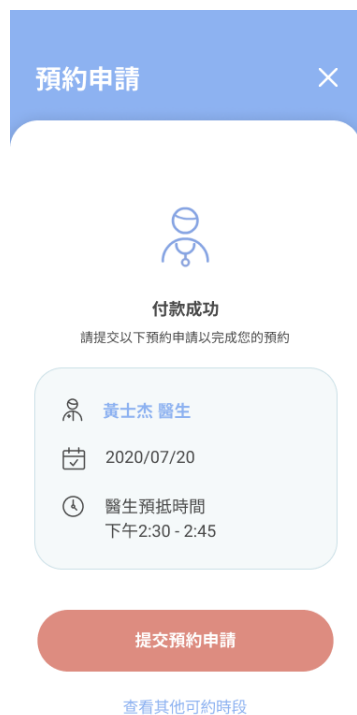 預約申請
付款成功
請提交以下預約申請以完成您的預約
黃士杰 醫生
2020/07/20
醫生預抵時間
下午2:30 - 2:45
提交預約申請
查看其他可約時段